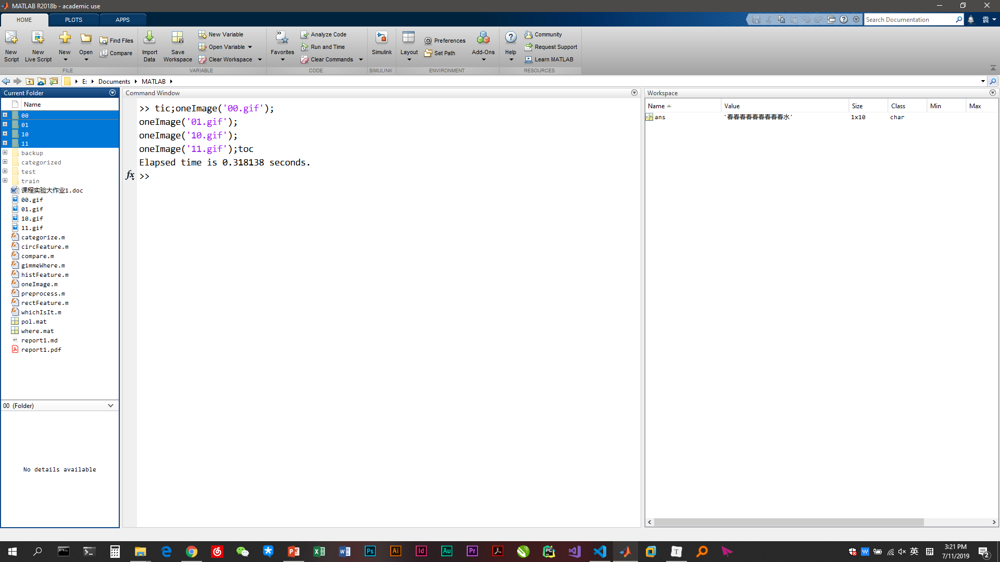 MATLAB R2018b - academic use
HOME PLOTS APPS
Search Documentation
震
New Script
New Live Script
New
Open
Find Files
Compare
FILE
Import Data
Save Workspace
New Variable
Open Variable
Clear Workspace
VARIABLE
Favorites
Analyze Code
Run and Time
Clear Commands
CODE
Simulink
SIMULINK
Layout
Preferences
Set Path
Add-Ons
ENVIRONMENT
Help
Community
Request Support
Learn MATLAB
RESOURCES
E: Documents MATLAB
Current Folder
Name
00
01
10
11
backup
categorized
test
train
课程实验大作业1.doc
00.gif
01.gif
10.gif
11.gif
categorize.m
circFeature.m
compare.m
gimmeWhere.m
histFeature.m
oneImage.m
preprocess.m
rectFeature.m
whichIsIt.m
pol.mat
where.mat
report1.md
report1.pdf
00 (Folder)
No details available
Command Window
>> tic;oneImage('00.gif');
oneImage('01.gif');
oneImage('10.gif');
oneImage('11.gif');toc
Elapsed time is 0.318138 seconds.
fx >>
Workspace
Name Value Size Class Min Max
ans '春春春春春春春春春水' 1x10 char
英 拼
3:21 PM
7/11/2019
2